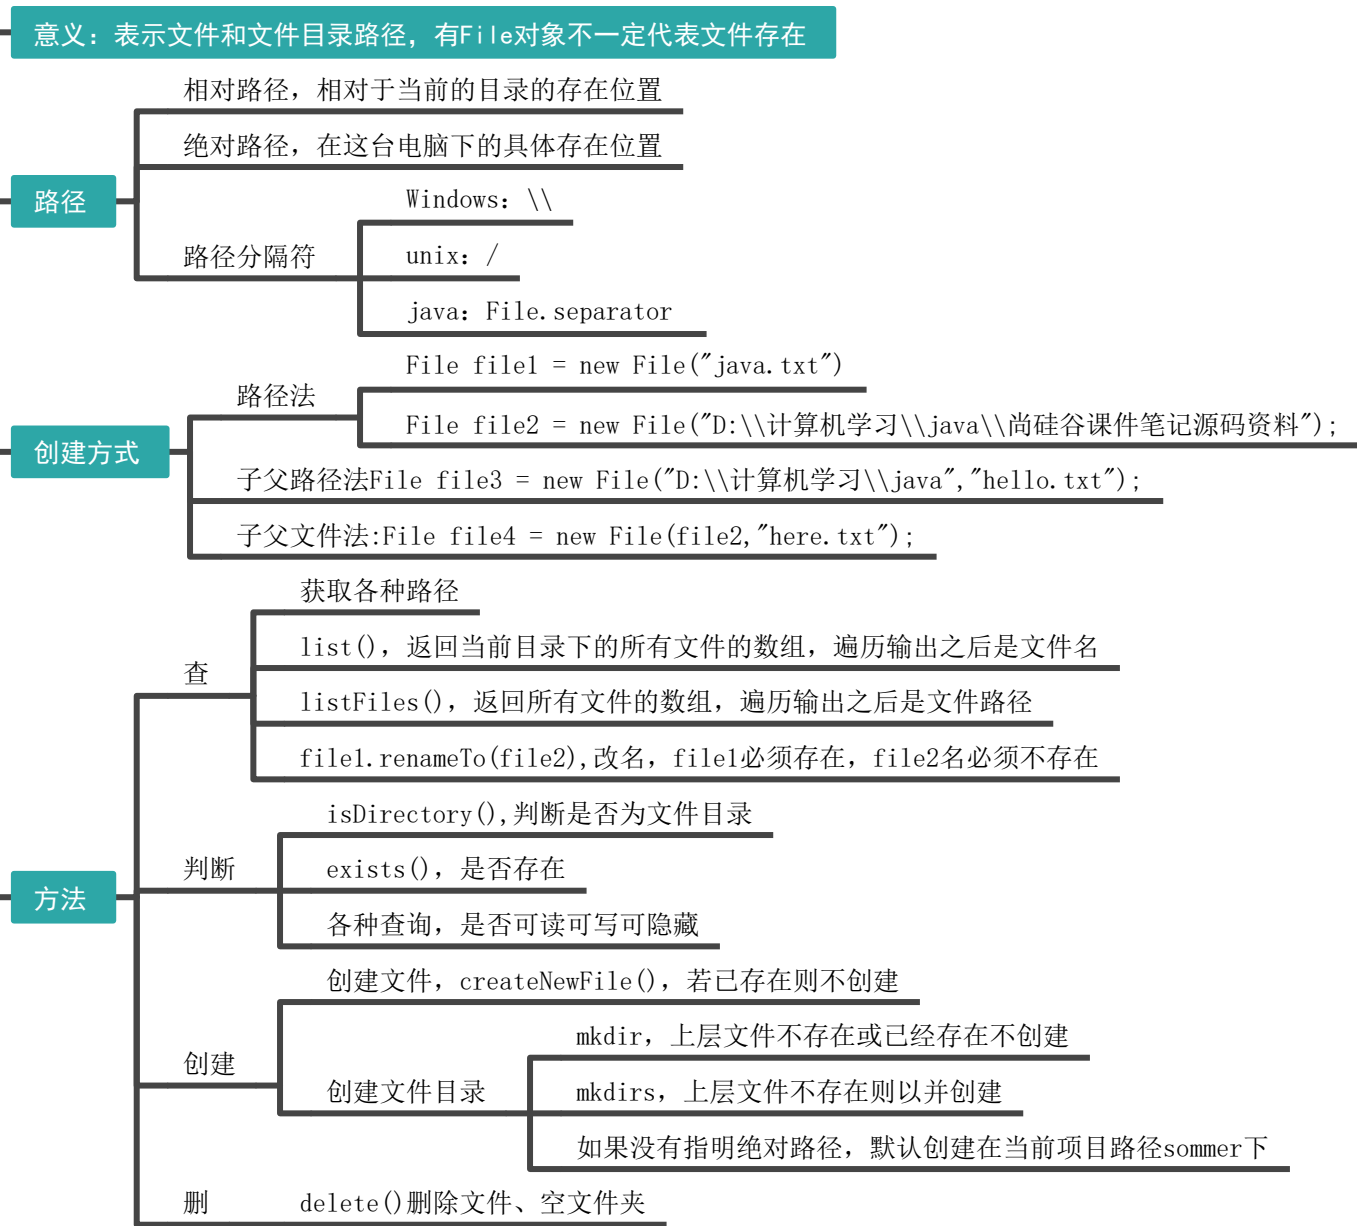 意义：表示文件和文件目录路径，有File对象不一定代表文件存在
路径
相对路径，相对于当前的目录的存在位置
绝对路径，在这台电脑下的具体存在位置
路径分隔符
Windows：\\
unix：/
java：File.separator
创建方式
路径法
File file1 = new File("java.txt")
File file2 = new File("D:\\计算机学习\\java\\尚硅谷课件笔记源码资料");
子父路径法File file3 = new File("D:\\计算机学习\\java","hello.txt");
子父文件法:File file4 = new File(file2,"here.txt");
方法
查
获取各种路径
list()，返回当前目录下的所有文件的数组，遍历输出之后是文件名
listFiles()，返回所有文件的数组，遍历输出之后是文件路径
file1.renameTo(file2),改名，file1必须存在，file2名必须不存在
判断
isDirectory(),判断是否为文件目录
exists()，是否存在
各种查询，是否可读可写可隐藏
创建
创建文件，createNewFile()，若已存在则不创建
创建文件目录
mkdir，上层文件不存在或已经存在不创建
mkdirs，上层文件不存在则以并创建
如果没有指明绝对路径，默认创建在当前项目路径sommer下
删
delete()删除文件、空文件夹